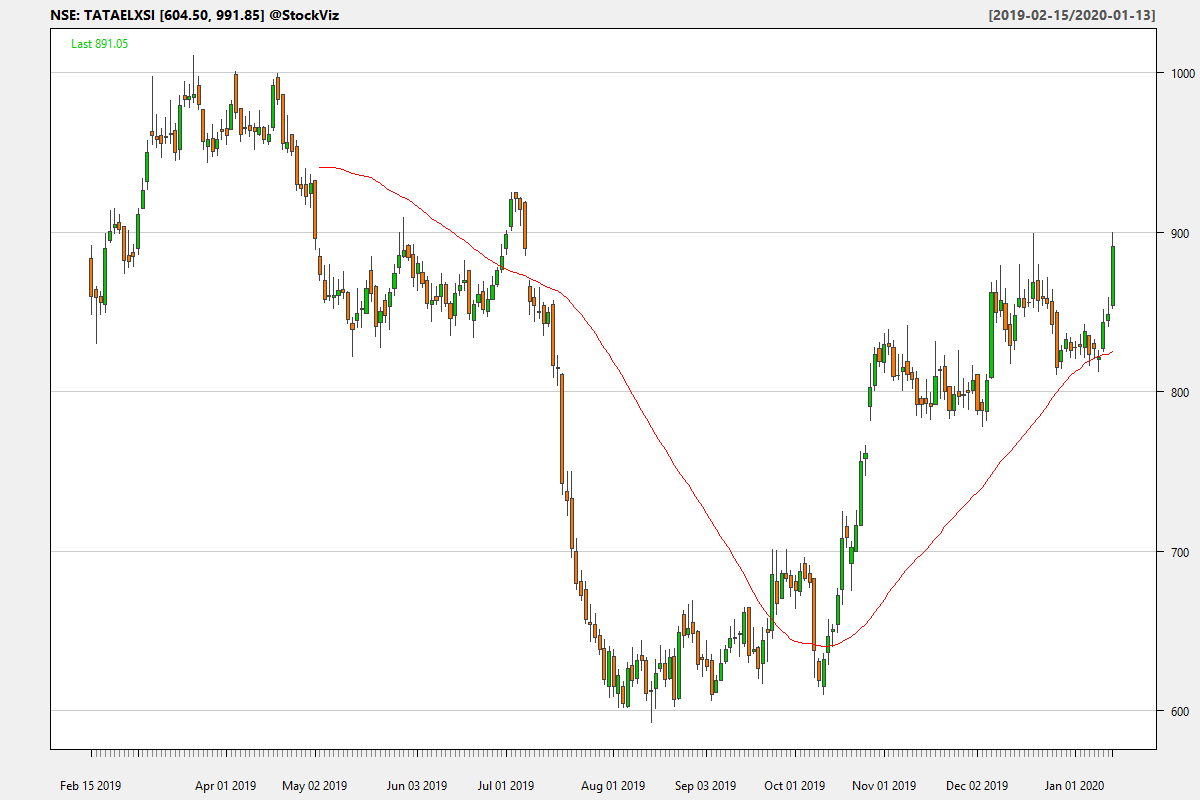 NSE: TATAELXSI [604.50, 991.85] @StockViz [2019-02-15/2020-01-13]
Last 891.05
1000
900
800
700
600
Feb 15 2019 Apr 01 2019 May 02 2019 Jun 03 2019 Jul 01 2019 Aug 01 2019 Sep 03 2019 Oct 01 2019 Nov 01 2019 Dec 02 2019 Jan 01 2020